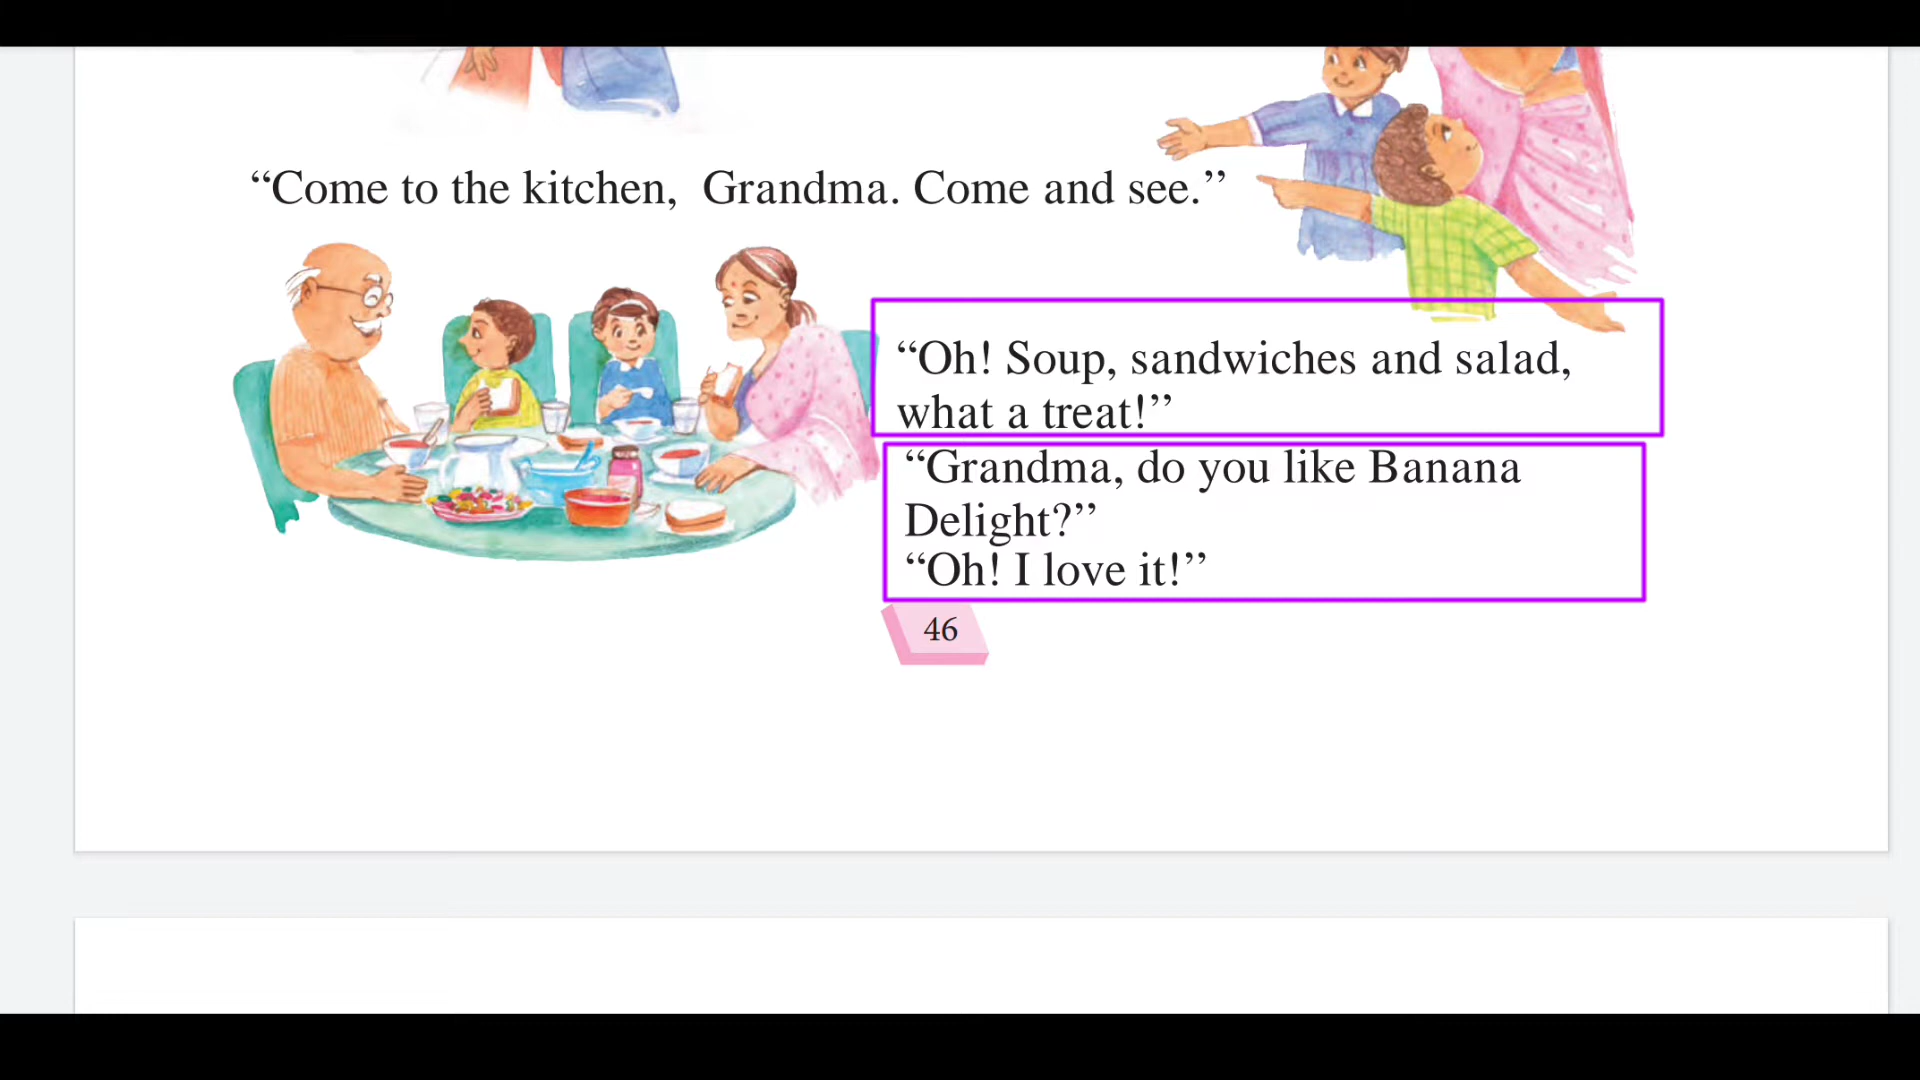 “Come to the kitchen, Grandma. Come and see.”
“Oh! Soup, sandwiches and salad,
what a treat!”
“Grandma, do you like Banana
Delight?”
“Oh! I love it!”
46